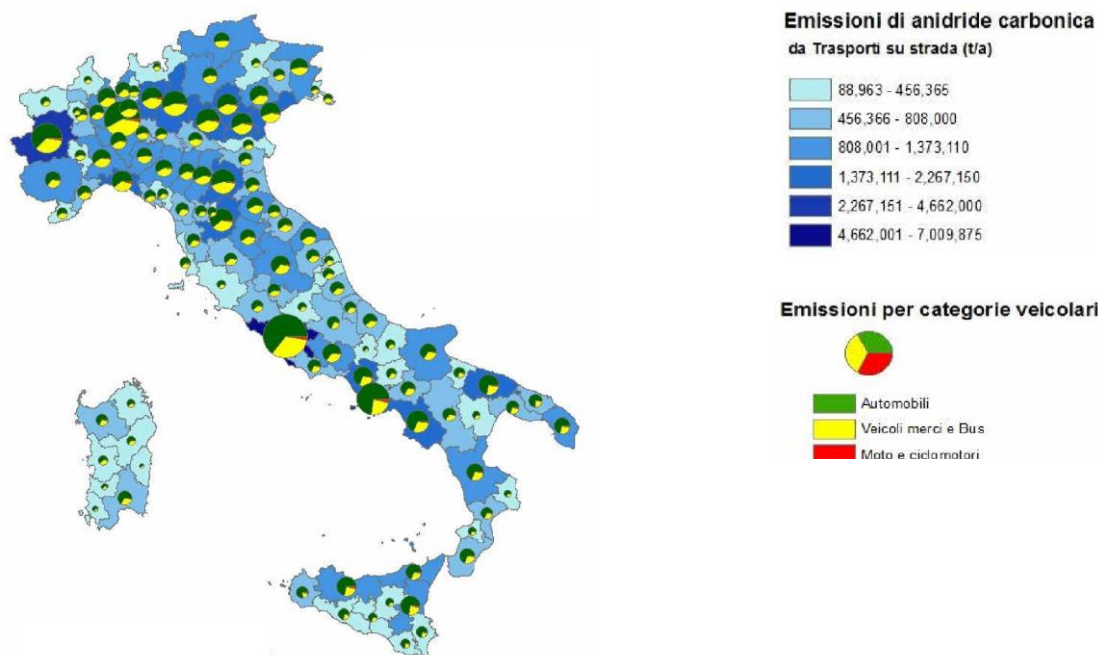 Emissioni di anidride carbonica
da Trasporti su strada (t/a)
88,963 - 456,365
456,366 - 808,000
808,001 - 1,373,110
1,373,111 - 2,267,150
2,267,151 - 4,662,000
4,662,001 - 7,009,875
Emissioni per categorie veicolari
Automobili
Veicoli merci e Bus
Moto e ciclomotori